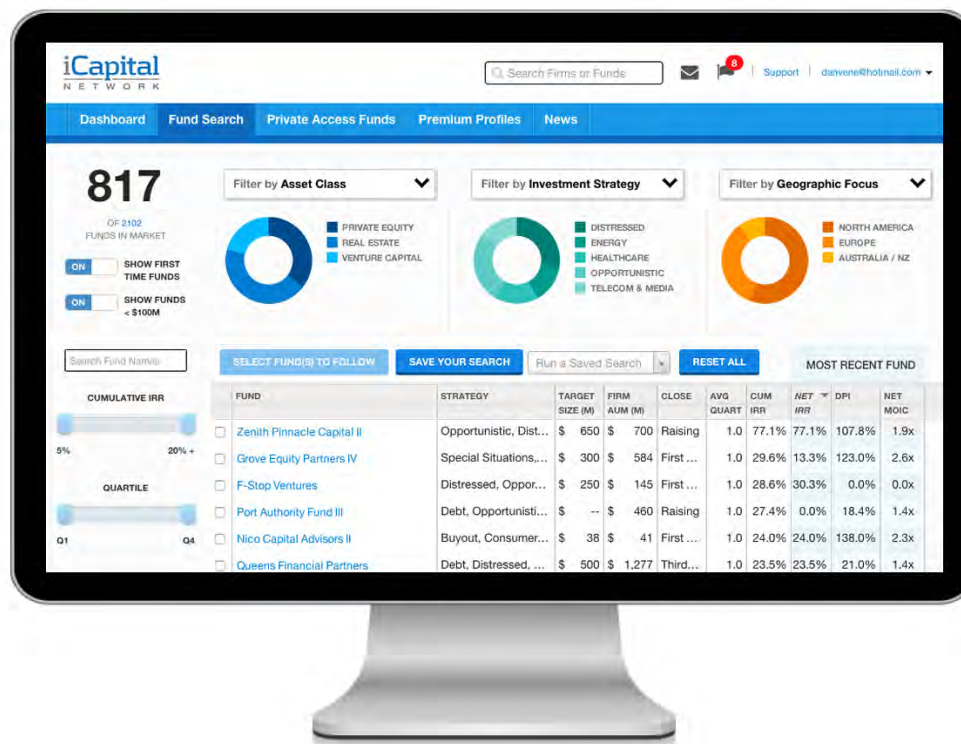 iCapital
NETWORK
Search Firms or Funds
8
Support
danvene@hotmail.com
Dashboard Fund Search Private Access Funds Premium Profiles News
817
OF 2102
FUNDS IN MARKET
ON SHOW FIRST
TIME FUNDS
ON SHOW FUNDS
< $100M
Filter by Asset Class
PRIVATE EQUITY
REAL ESTATE
VENTURE CAPITAL
Filter by Investment Strategy
DISTRESSED
ENERGY
HEALTHCARE
OPPORTUNISTIC
TELECOM & MEDIA
Filter by Geographic Focus
NORTH AMERICA
EUROPE
AUSTRALIA / NZ
Search Fund Names
CUMULATIVE IRR
5% 20% +
QUARTILE
Q1 Q4
SELECT FUND(S) TO FOLLOW SAVE YOUR SEARCH Run a Saved Search RESET ALL MOST RECENT FUND
FUND STRATEGY TARGET SIZE (M) FIRM AUM (M) CLOSE AVG QUART CUM IRR NET IRR DPI NET MOIC
Zenith Pinnacle Capital II Opportunistic, Dist... $ 650 $ 700 Raising 1.0 77.1% 77.1% 107.8% 1.9x
Grove Equity Partners IV Special Situations,... $ 300 $ 584 First ... 1.0 29.6% 13.3% 123.0% 2.6x
F-Stop Ventures Distressed, Oppor... $ 250 $ 145 First ... 1.0 28.6% 30.3% 0.0% 0.0x
Port Authority Fund III Debt, Opportunisti... $ -- $ 460 Raising 1.0 27.4% 0.0% 18.4% 1.4x
Nico Capital Advisors II Buyout, Consumer... $ 38 $ 41 First ... 1.0 24.0% 24.0% 138.0% 2.3x
Queens Financial Partners Debt, Distressed, ... $ 500 $ 1,277 Third... 1.0 23.5% 23.5% 21.0% 1.4x